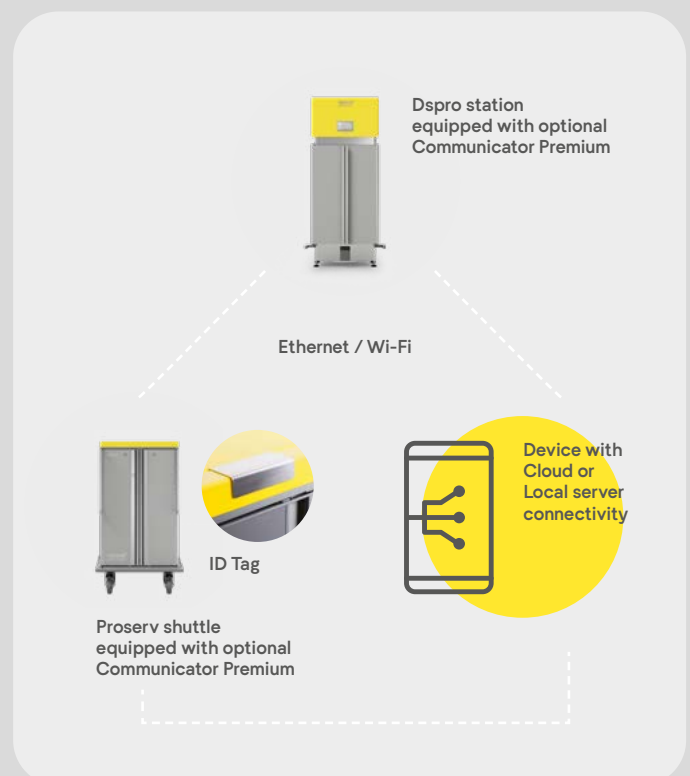 Dspro station
equipped with optional
Communicator Premium
Ethernet / Wi-Fi
Device with
Cloud or
Local server
connectivity
ID Tag
Proserv shuttle
equipped with optional
Communicator Premium